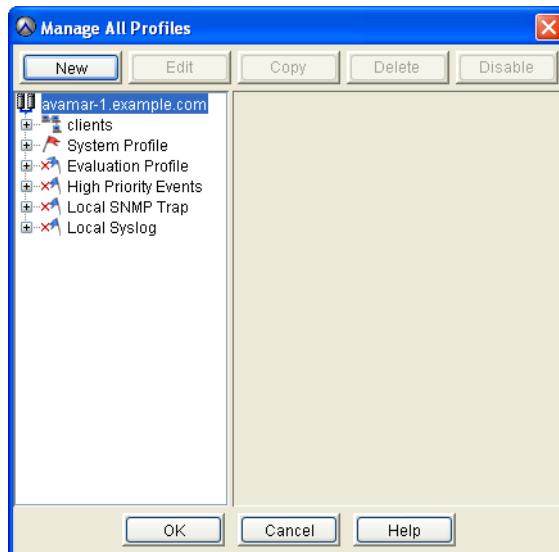 Manage All Profiles
New Edit Copy Delete Disable
avamar-1.example.com
clients
System Profile
Evaluation Profile
High Priority Events
Local SNMP Trap
Local Syslog
OK Cancel Help